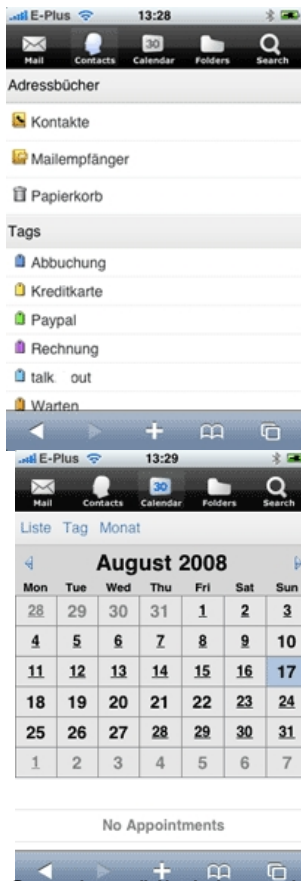 E-Plus 13:28
30
Mail Contacts Calendar Folders Search
Adressbücher
Kontakte
Mailempfänger
Papierkorb
Tags
Abbuchung
Kreditkarte
Paypal
Rechnung
talk out
Warten
E-Plus 13:29
30
Mail Contacts Calendar Folders Search
Liste Tag Monat
August 2008
Mon Tue Wed Thu Fri Sat Sun
28 29 30 31 1 2 3
4 5 6 7 8 9 10
11 12 13 14 15 16 17
18 19 20 21 22 23 24
25 26 27 28 29 30 31
1 2 3 4 5 6 7
No Appointments